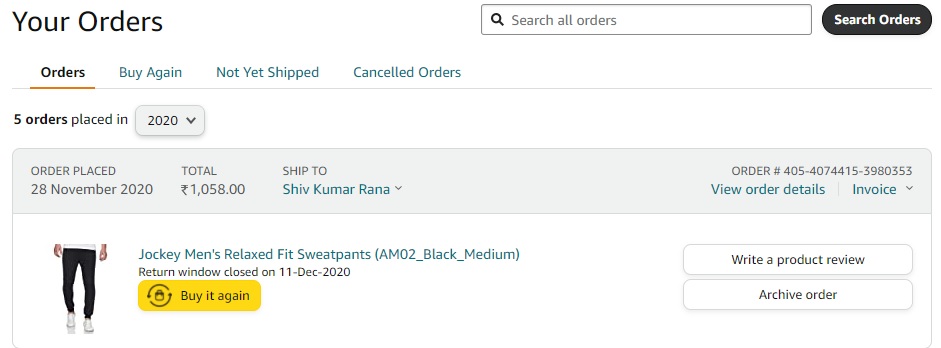 Your Orders
Search all orders
Search Orders
Orders Buy Again Not Yet Shipped Cancelled Orders
5 orders placed in 2020
ORDER PLACED TOTAL SHIP TO ORDER # 405-4074415-3980353
28 November 2020 ₹1,058.00 Shiv Kumar Rana View order details Invoice
Jockey Men's Relaxed Fit Sweatpants (AM02_Black_Medium)
Return window closed on 11-Dec-2020
Buy it again
Write a product review
Archive order